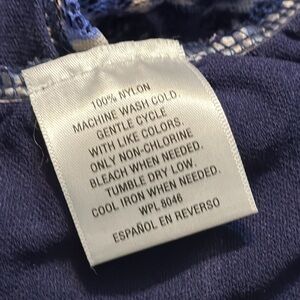 100% NYLON
MACHINE WASH COLD.
GENTLE CYCLE
WITH LIKE COLORS.
ONLY NON-CHLORINE
BLEACH WHEN NEEDED.
TUMBLE DRY LOW.
COOL IRON WHEN NEEDED.
WPL 8046
ESPAÑOL EN REVERSO